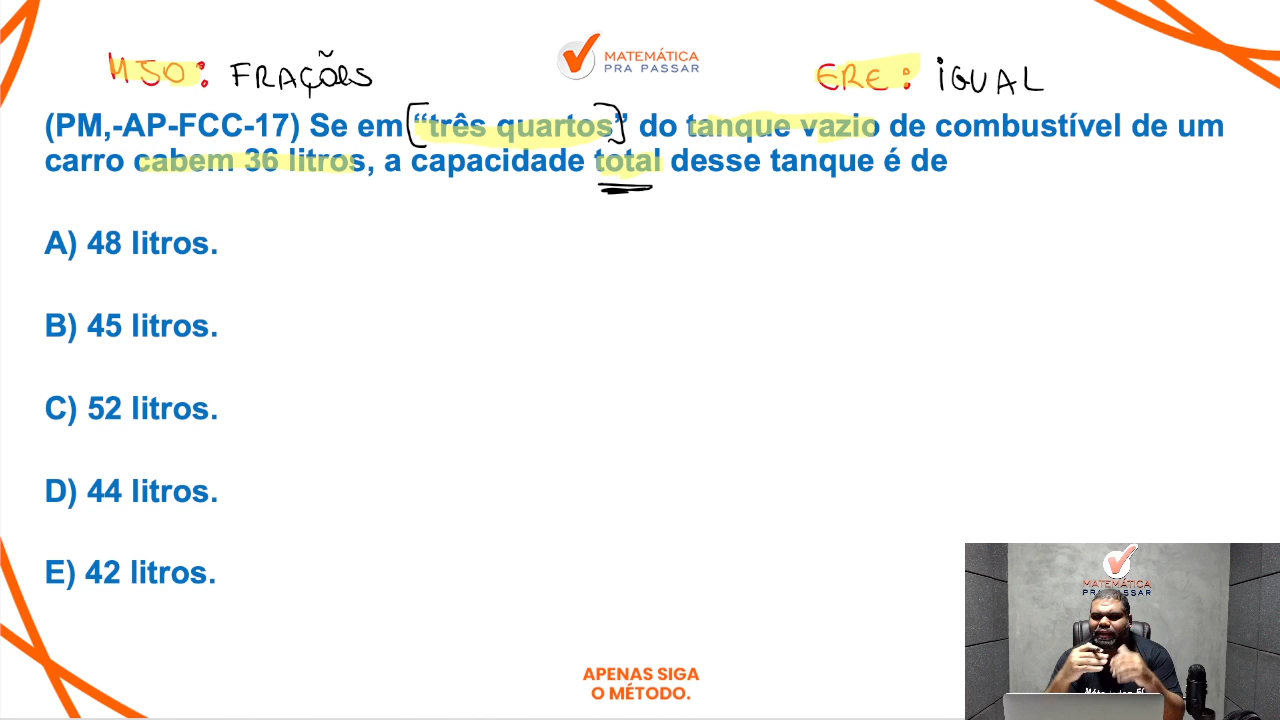 MJO: FRAÇÕES
MATEMÁTICA
PRA PASSAR
ERE: IGUAL
(PM,-AP-FCC-17) Se em “três quartos” do tanque vazio de combustível de um
carro cabem 36 litros, a capacidade total desse tanque é de
A) 48 litros.
B) 45 litros.
C) 52 litros.
D) 44 litros.
E) 42 litros.
MATEMÁTICA
PRA PASSAR
APENAS SIGA
O MÉTODO.